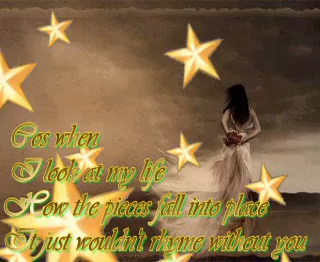 Cos when
I look at my life
How the pieces fall into place
It just wouldn't rhyme without you